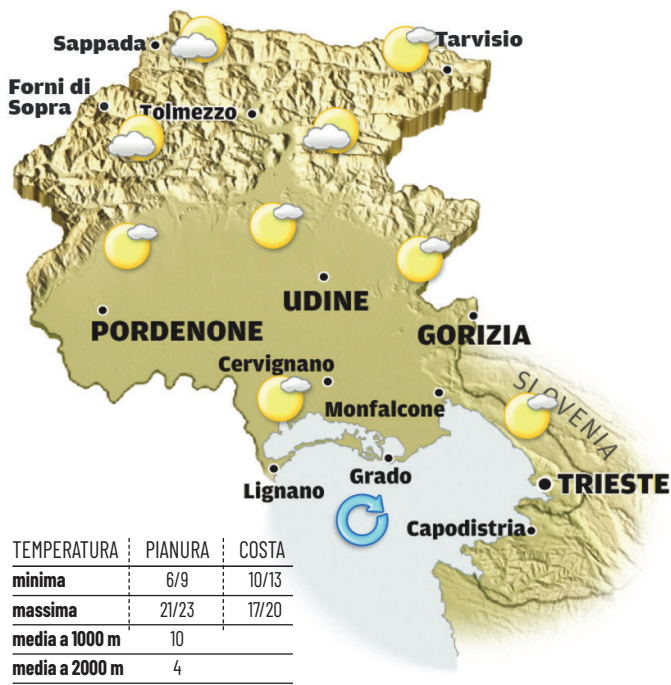 Sappada
Tarvisio
Forni di
Sopra
Tolmezzo
UDINE
PORDENONE
GORIZIA
Cervignano
SLOVENIA
Monfalcone
Grado
Lignano
TRIESTE
Capodistria
TEMPERATURA PIANURA COSTA
minima 6/9 10/13
massima 21/23 17/20
media a 1000 m 10
media a 2000 m 4